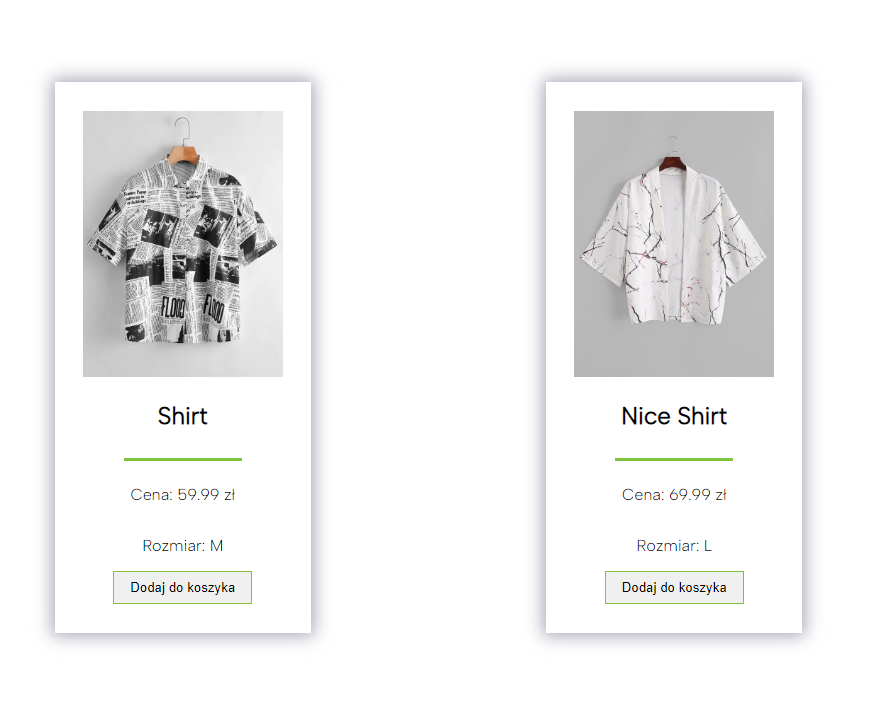 FLOOD
FLOOD
Shirt
Cena: 59.99 zł
Rozmiar: M
Dodaj do koszyka
Nice Shirt
Cena: 69.99 zł
Rozmiar: L
Dodaj do koszyka